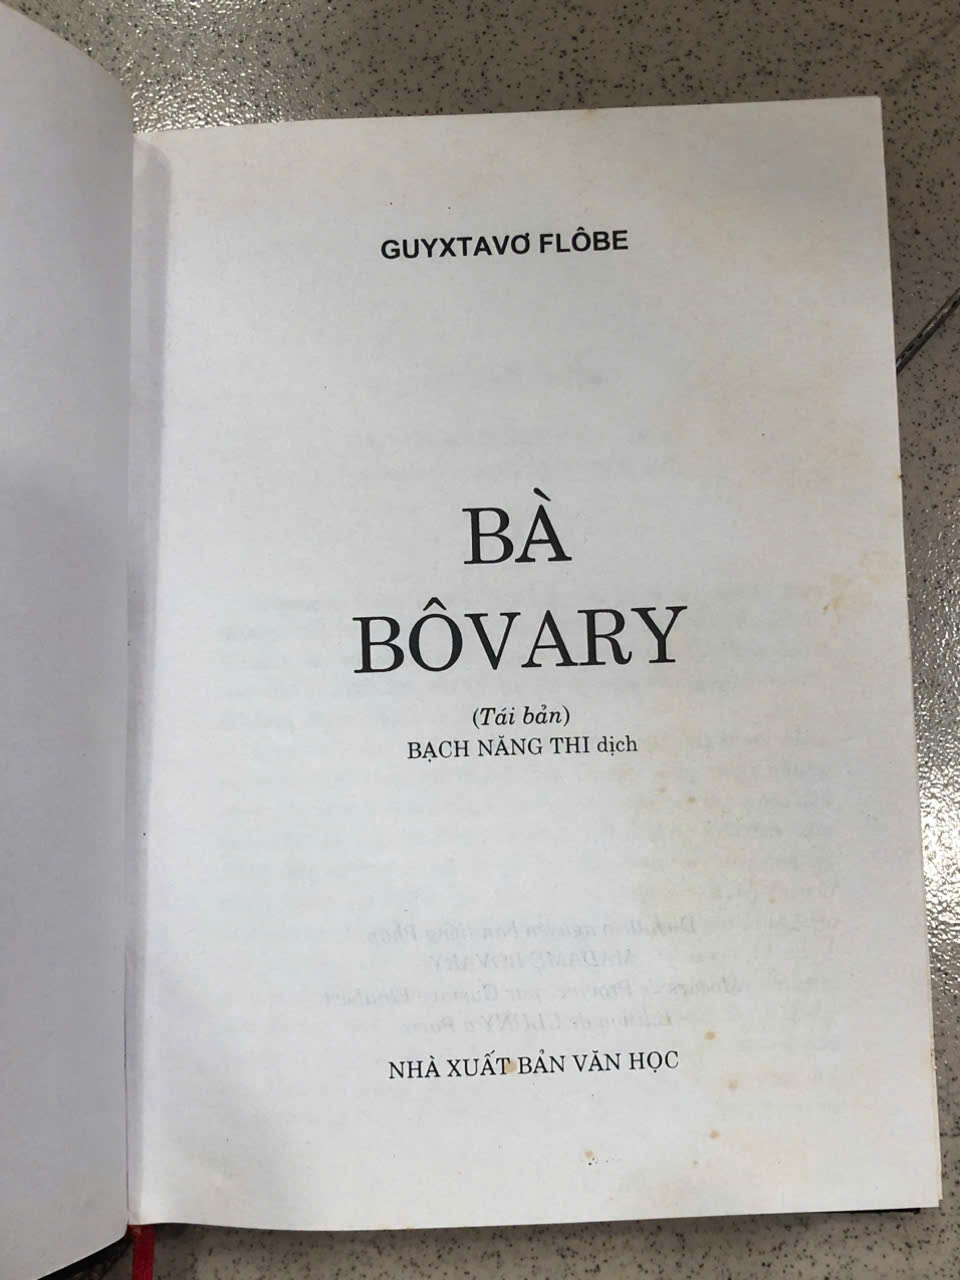 GUYXTAVƠ FLÔBE
BÀ
BÔVARY
(Tái bản)
BẠCH NĂNG THI dịch
NHÀ XUẤT BẢN VĂN HỌC